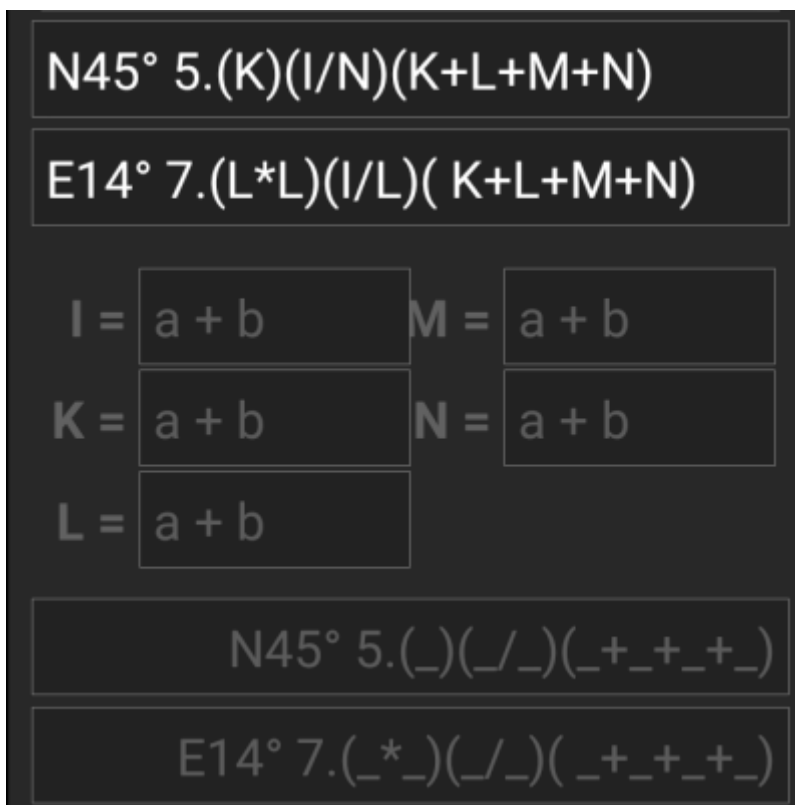 N45° 5.(K)(I/N)(K+L+M+N)
E14° 7.(L*L)(I/L)( K+L+M+N)
I = a + b M = a + b
K = a + b N = a + b
L = a + b
N45° 5.(_)(_/_)(_+_+_+_)
E14° 7.(_*_)(_/_)( _+_+_+_)